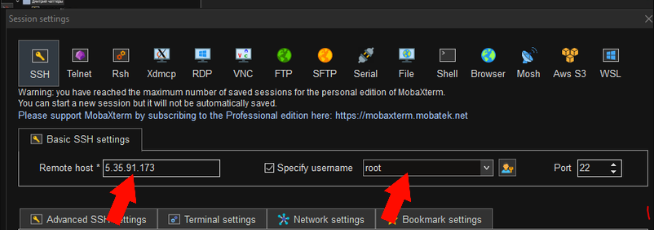 Session settings
SSH Telnet Rsh Xdmcp RDP VNC FTP SFTP Serial File Shell Browser Mosh Aws S3 WSL
Warning: you have reached the maximum number of saved sessions for the personal edition of MobaXterm.
You can start a new session but it will not be automatically saved.
Please support MobaXterm by subscribing to the Professional edition here: https://mobaxterm.mobatek.net
Basic SSH settings
Remote host * 5.35.91.173 Specify username root Port 22
Advanced SSH settings Terminal settings Network settings Bookmark settings